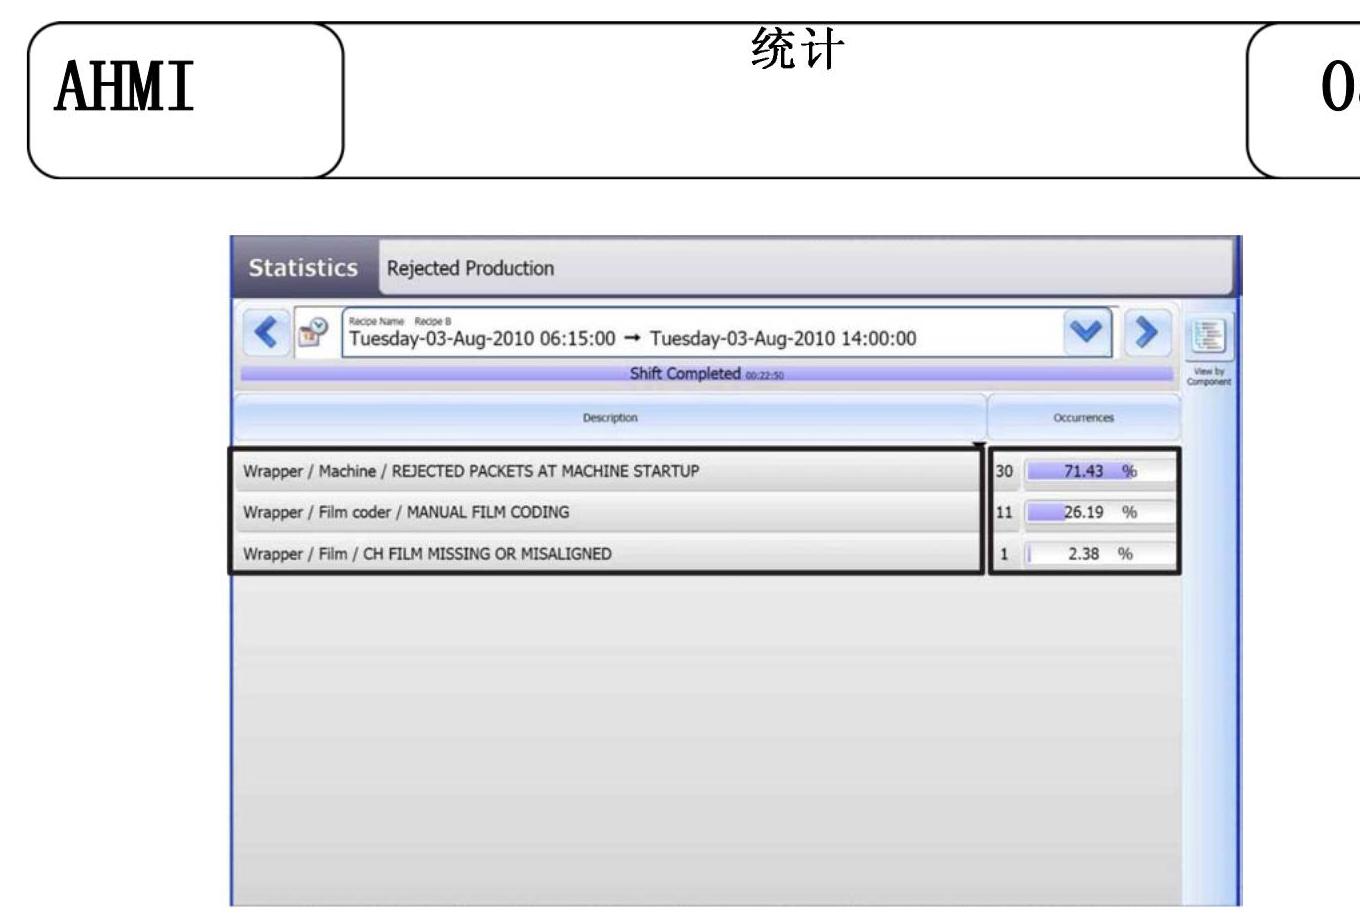 统计
AHMI
Statistics
Rejected Production
Recipe Name Recipe B
Tuesday-03-Aug-2010 06:15:00 → Tuesday-03-Aug-2010 14:00:00
Shift Completed 00:22:50
View by
Component
Description
Occurrences
Wrapper / Machine / REJECTED PACKETS AT MACHINE STARTUP 30 71.43 %
Wrapper / Film coder / MANUAL FILM CODING 11 26.19 %
Wrapper / Film / CH FILM MISSING OR MISALIGNED 1 2.38 %